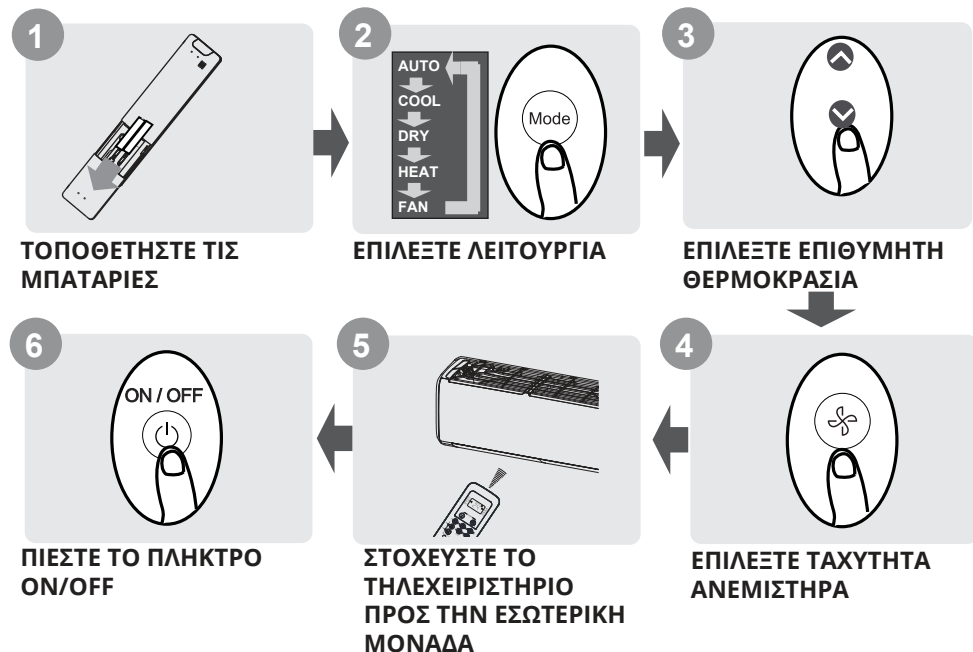 1
ΤΟΠΟΘΕΤΗΣΤΕ ΤΙΣ
ΜΠΑΤΑΡΙΕΣ
2
AUTO
COOL
DRY
HEAT
FAN
Mode
ΕΠΙΛΕΞΤΕ ΛΕΙΤΟΥΡΓΙΑ
3
ΕΠΙΛΕΞΤΕ ΕΠΙΘΥΜΗΤΗ
ΘΕΡΜΟΚΡΑΣΙΑ
4
ΕΠΙΛΕΞΤΕ ΤΑΧΥΤΗΤΑ
ΑΝΕΜΙΣΤΗΡΑ
5
ΣΤΟΧΕΥΣΤΕ ΤΟ
ΤΗΛΕΧΕΙΡΙΣΤΗΡΙΟ
ΠΡΟΣ ΤΗΝ ΕΣΩΤΕΡΙΚΗ
ΜΟΝΑΔΑ
6
ON / OFF
ΠΙΕΣΤΕ ΤΟ ΠΛΗΚΤΡΟ
ON/OFF